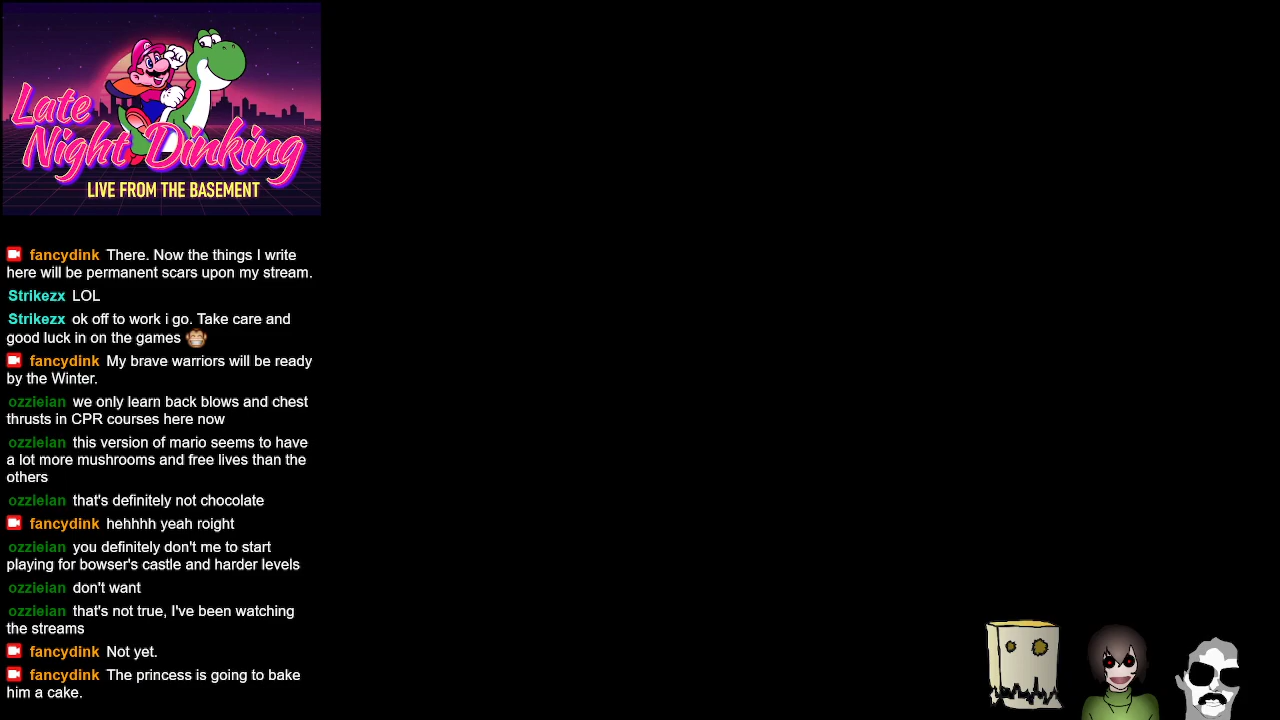 Late
Night Dinking
LIVE FROM THE BASEMENT
fancydink There. Now the things I write
here will be permanent scars upon my stream.
Strikezx LOL
Strikezx ok off to work i go. Take care and
good luck in on the games
fancydink My brave warriors will be ready
by the Winter.
ozzieian we only learn back blows and chest
thrusts in CPR courses here now
ozzieian this version of mario seems to have
a lot more mushrooms and free lives than the
others
ozzieian that's definitely not chocolate
fancydink hehhhh yeah roight
ozzieian you definitely don't me to start
playing for bowser's castle and harder levels
ozzieian don't want
ozzieian that's not true, I've been watching
the streams
fancydink Not yet.
fancydink The princess is going to bake
him a cake.